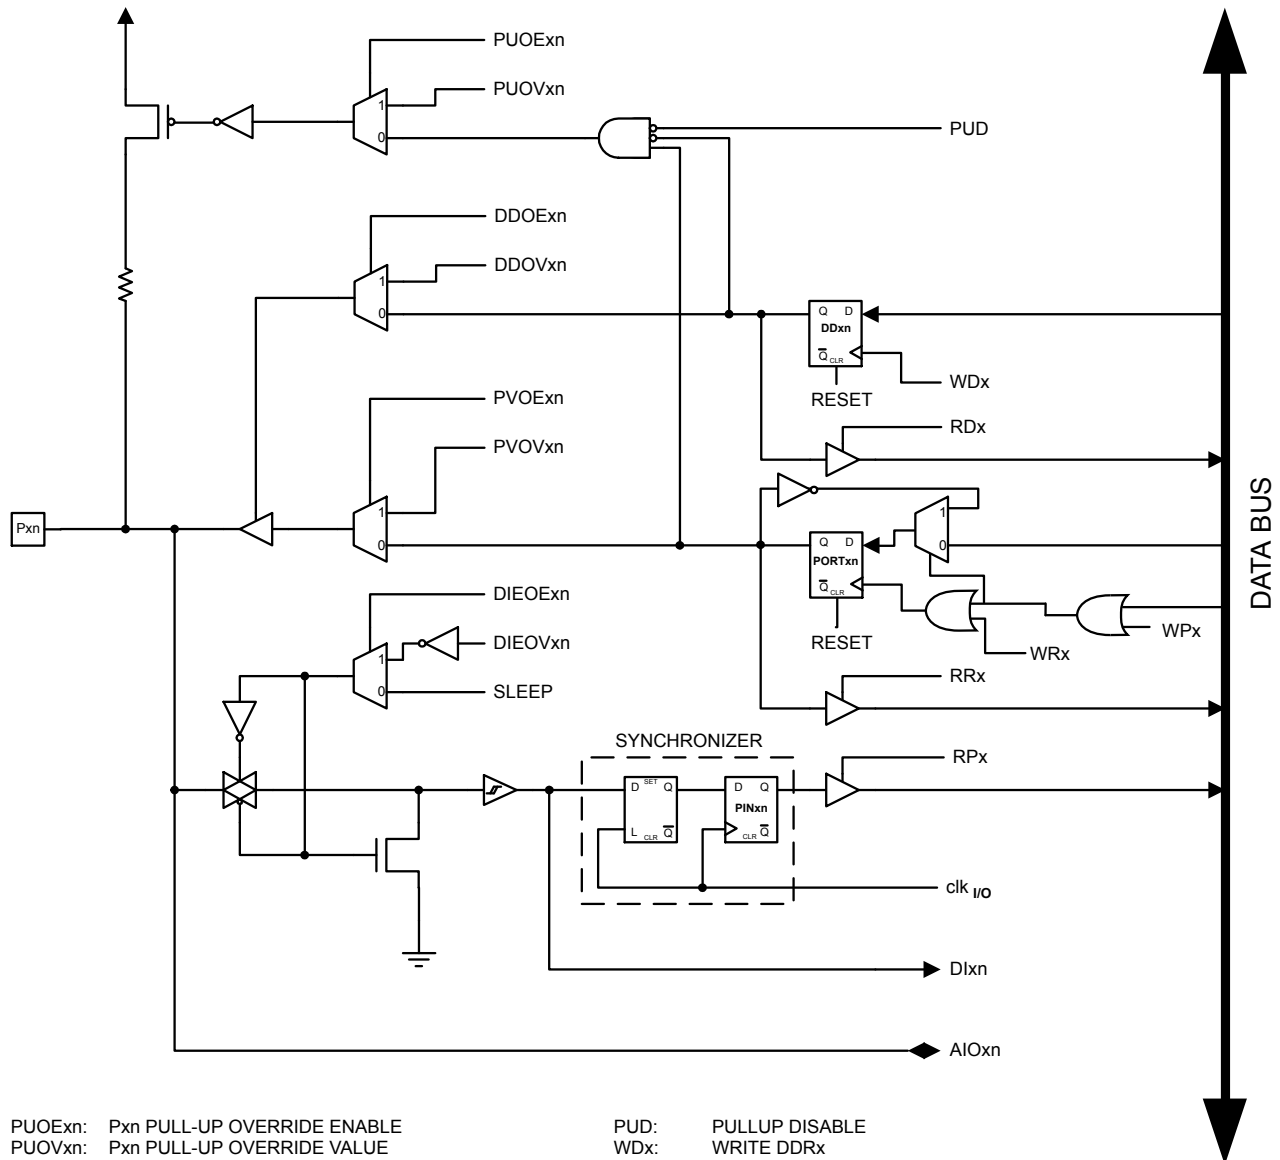 PUOExn
PUOVxn
1
0
PUD
DDOExn
DDOVxn
1
0
Q D
DDxn
Q CLR
WDx
RESET
RDx
PVOExn
PVOVxn
1
0
Pxn
1
0
Q D
PORTxn
Q CLR
RESET
WRx
WPx
DATA BUS
DIEOExn
DIEOVxn
1
0
SLEEP
RRx
SYNCHRONIZER
RPx
D SET Q
L CLR Q
D Q
PINxn
CLR Q
clk I/O
DIxn
AIOxn
PUOExn: Pxn PULL-UP OVERRIDE ENABLE
PUOVxn: Pxn PULL-UP OVERRIDE VALUE
PUD: PULLUP DISABLE
WDx: WRITE DDRx